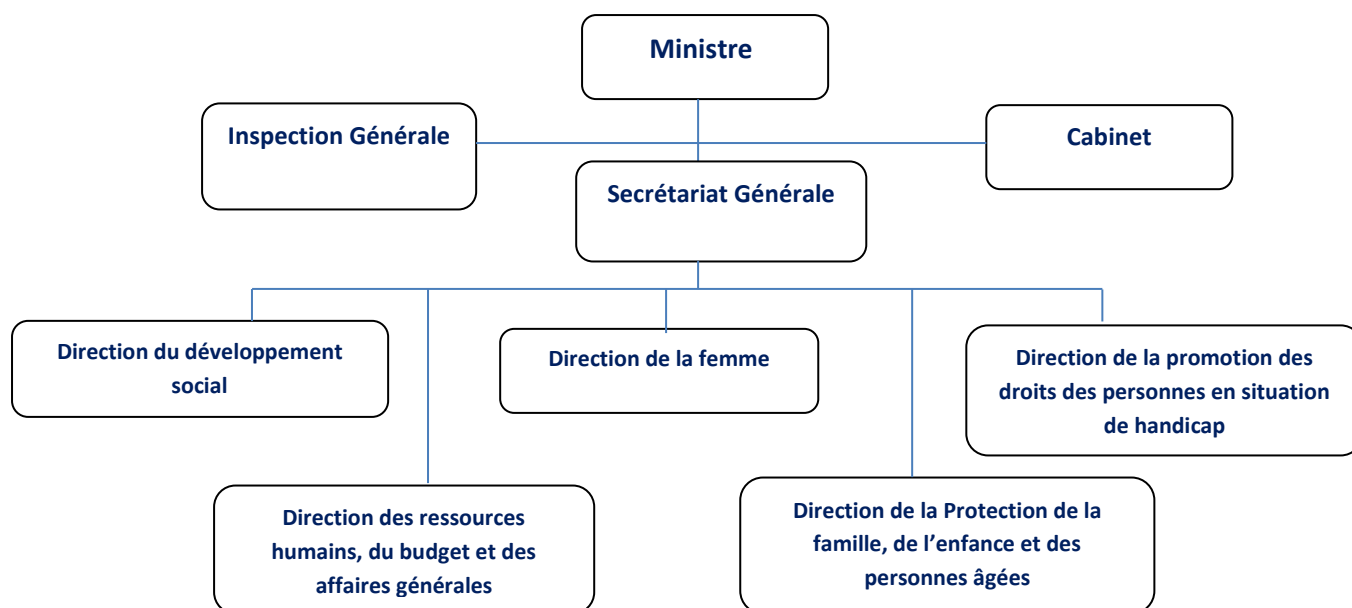 Ministre
Inspection Générale
Cabinet
Secrétariat Générale
Direction du développement
social
Direction de la femme
Direction de la promotion des
droits des personnes en situation
de handicap
Direction des ressources
humains, du budget et des
affaires générales
Direction de la Protection de la
famille, de l’enfance et des
personnes âgées